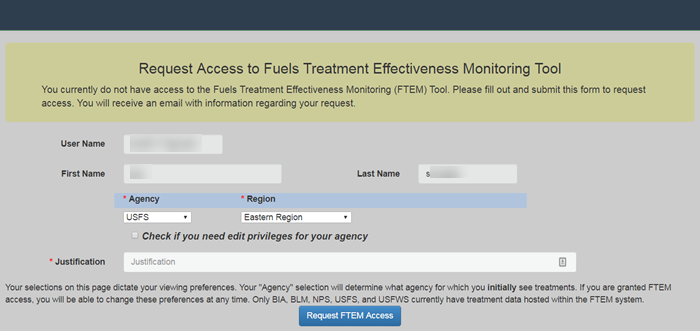 Request Access to Fuels Treatment Effectiveness Monitoring Tool
You currently do not have access to the Fuels Treatment Effectiveness Monitoring (FTEM) Tool. Please fill out and submit this form to request
access. You will receive an email with information regarding your request.
User Name
First Name Last Name s
* Agency * Region
USFS Eastern Region
Check if you need edit privileges for your agency
* Justification Justification
Your selections on this page dictate your viewing preferences. Your "Agency" selection will determine what agency for which you initially see treatments. If you are granted FTEM
access, you will be able to change these preferences at any time. Only BIA, BLM, NPS, USFS, and USFWS currently have treatment data hosted within the FTEM system.
Request FTEM Access